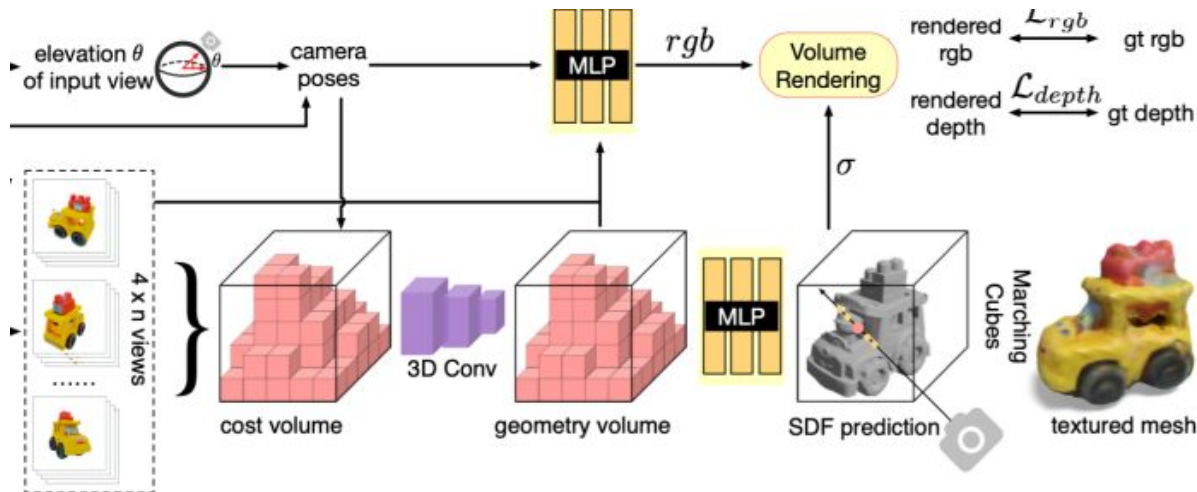 elevation θ
of input view
θ
camera
poses
MLP
rgb
Volume
Rendering
rendered
rgb
ℒrgb
gt rgb
rendered
depth
ℒdepth
gt depth
σ
4 x n views
......
cost volume
3D Conv
geometry volume
MLP
SDF prediction
Marching
Cubes
textured mesh